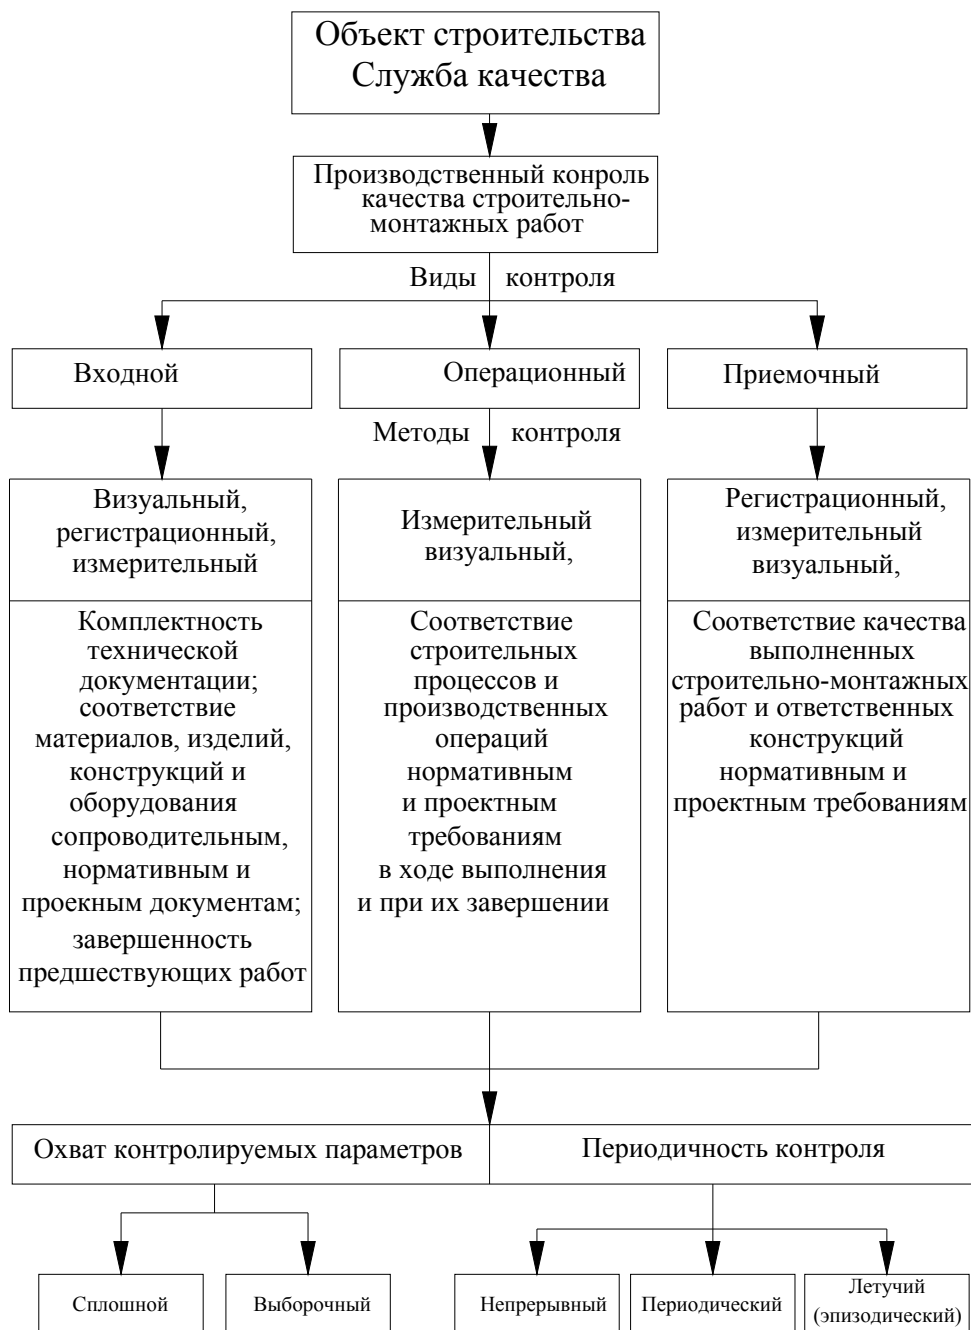 Объект строительства
Служба качества
Производственный конроль
качества строительно-
монтажных работ
Виды контроля
Входной
Операционный
Приемочный
Методы контроля
Визуальный,
регистрационный,
измерительный
Измерительный
визуальный,
Регистрационный,
измерительный
визуальный,
Комплектность
технической
документации;
соответствие
материалов, изделий,
конструкций и
оборудования
сопроводительным,
нормативным и
проекным документам;
завершенность
предшествующих работ
Соответствие
строительных
процессов и
производственных
операций
нормативным
и проектным
требованиям
в ходе выполнения
и при их завершении
Соответствие качества
выполненных
строительно-монтажных
работ и ответственных
конструкций
нормативным и
проектным требованиям
Охват контролируемых параметров
Периодичность контроля
Сплошной
Выборочный
Непрерывный
Периодический
Летучий
(эпизодический)